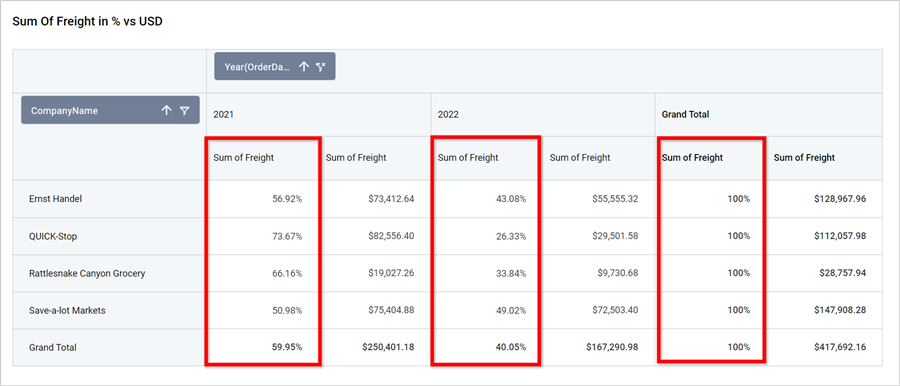 Sum Of Freight in % vs USD
Year(OrderDa...
CompanyName
2021 2022 Grand Total
Sum of Freight Sum of Freight Sum of Freight Sum of Freight Sum of Freight Sum of Freight
Ernst Handel 56.92% $73,412.64 43.08% $55,555.32 100% $128,967.96
QUICK-Stop 73.67% $82,556.40 26.33% $29,501.58 100% $112,057.98
Rattlesnake Canyon Grocery 66.16% $19,027.26 33.84% $9,730.68 100% $28,757.94
Save-a-lot Markets 50.98% $75,404.88 49.02% $72,503.40 100% $147,908.28
Grand Total 59.95% $250,401.18 40.05% $167,290.98 100% $417,692.16